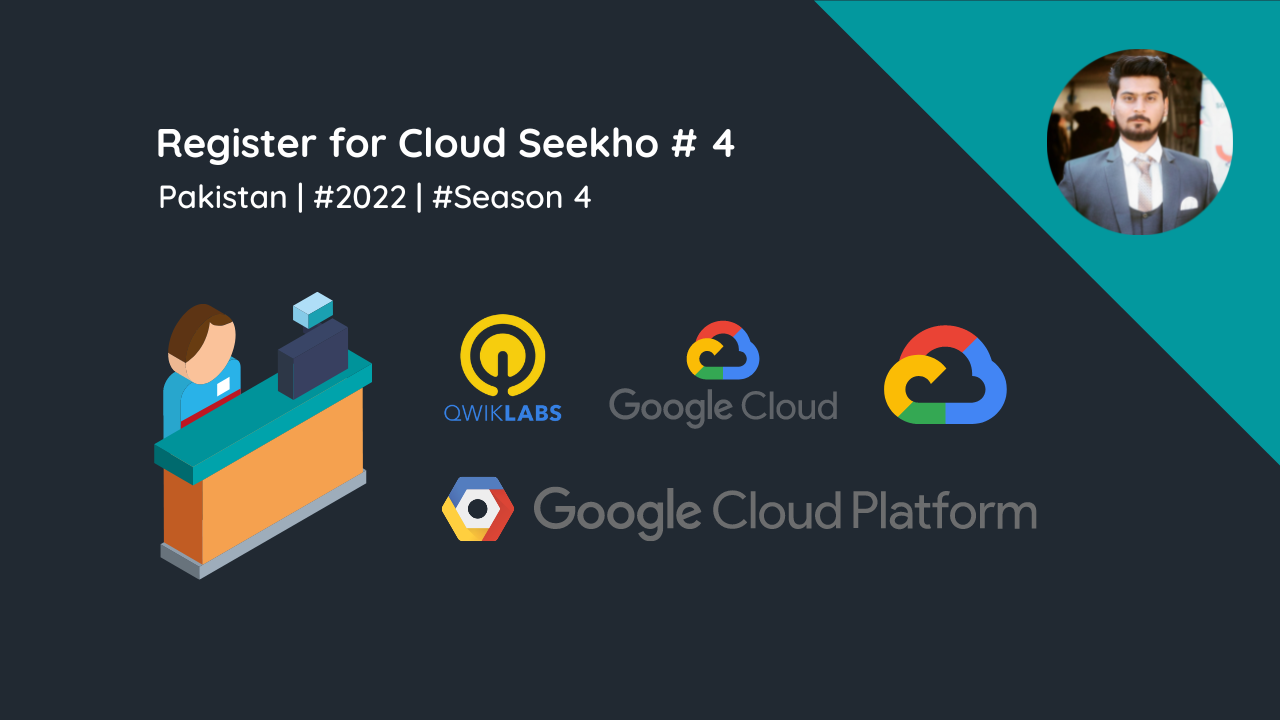 Register for Cloud Seekho # 4
Pakistan | #2022 | #Season 4
QWIKLABS
Google Cloud
Google Cloud Platform